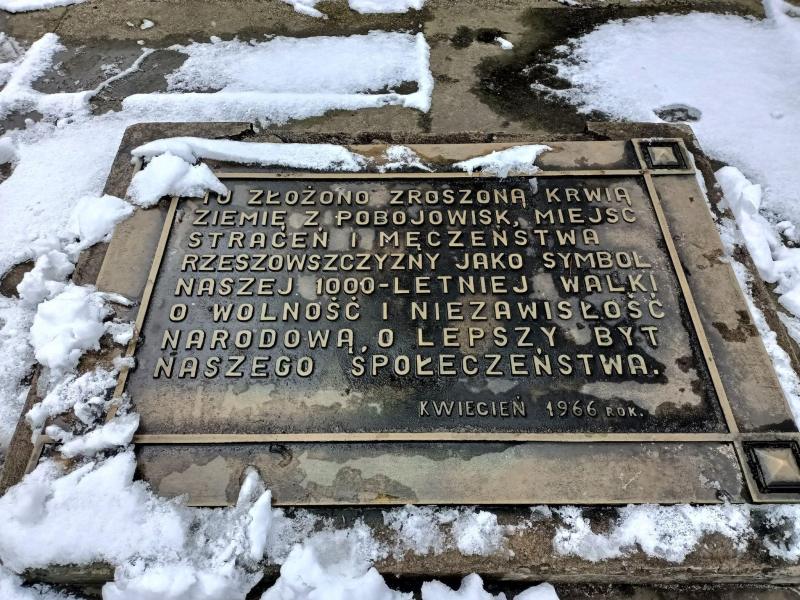 TU ZŁOŻONO ZROSZONĄ KRWIĄ
ZIEMIĘ Z POBOJOWISK, MIEJSC
STRACEŃ I MĘCZEŃSTWA
RZESZOWSZCZYZNY JAKO SYMBOL
NASZEJ 1000-LETNIEJ WALKI
O WOLNOŚĆ I NIEZAWISŁOŚĆ
NARODOWĄ, O LEPSZY BYT
NASZEGO SPOŁECZEŃSTWA.
KWIECIEŃ 1966 ROK.